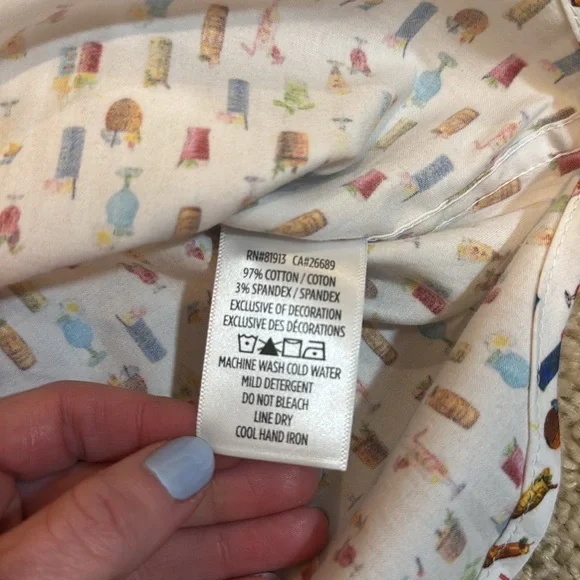 RN#81913 CA#26689
97% COTTON / COTON
3% SPANDEX / SPANDEX
EXCLUSIVE OF DECORATION
EXCLUSIVE DES DÉCORATIONS
MACHINE WASH COLD WATER
MILD DETERGENT
DO NOT BLEACH
LINE DRY
COOL HAND IRON